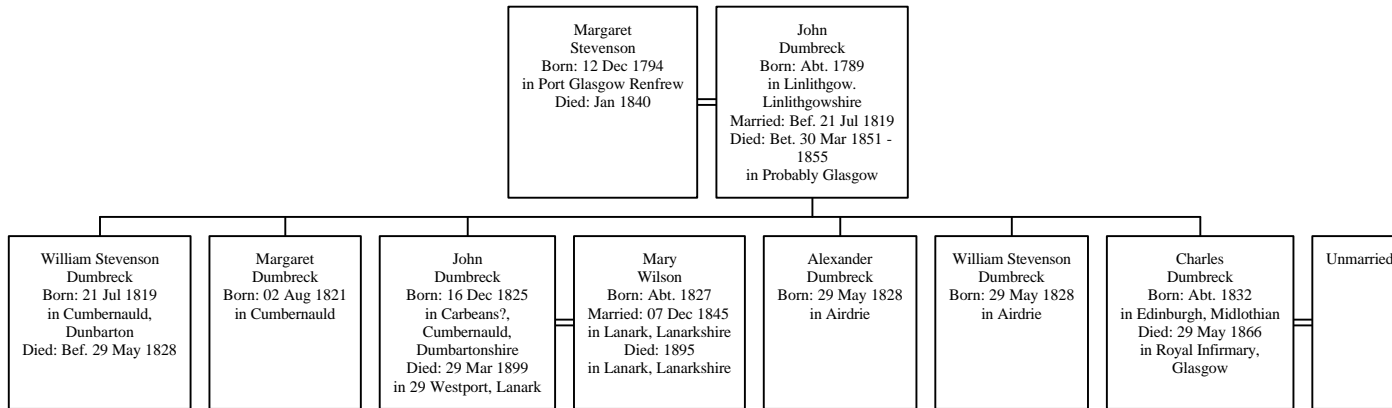 Margaret
Stevenson
Born: 12 Dec 1794
in Port Glasgow Renfrew
Died: Jan 1840
John
Dumbreck
Born: Abt. 1789
in Linlithgow.
Linlithgowshire
Married: Bef. 21 Jul 1819
Died: Bet. 30 Mar 1851 -
1855
in Probably Glasgow
William Stevenson
Dumbreck
Born: 21 Jul 1819
in Cumbernauld,
Dunbarton
Died: Bef. 29 May 1828
Margaret
Dumbreck
Born: 02 Aug 1821
in Cumbernauld
John
Dumbreck
Born: 16 Dec 1825
in Carbeans?,
Cumbernauld,
Dumbartonshire
Died: 29 Mar 1899
in 29 Westport, Lanark
Mary
Wilson
Born: Abt. 1827
Married: 07 Dec 1845
in Lanark, Lanarkshire
Died: 1895
in Lanark, Lanarkshire
Alexander
Dumbreck
Born: 29 May 1828
in Airdrie
William Stevenson
Dumbreck
Born: 29 May 1828
in Airdrie
Charles
Dumbreck
Born: Abt. 1832
in Edinburgh, Midlothian
Died: 29 May 1866
in Royal Infirmary,
Glasgow
Unmarried